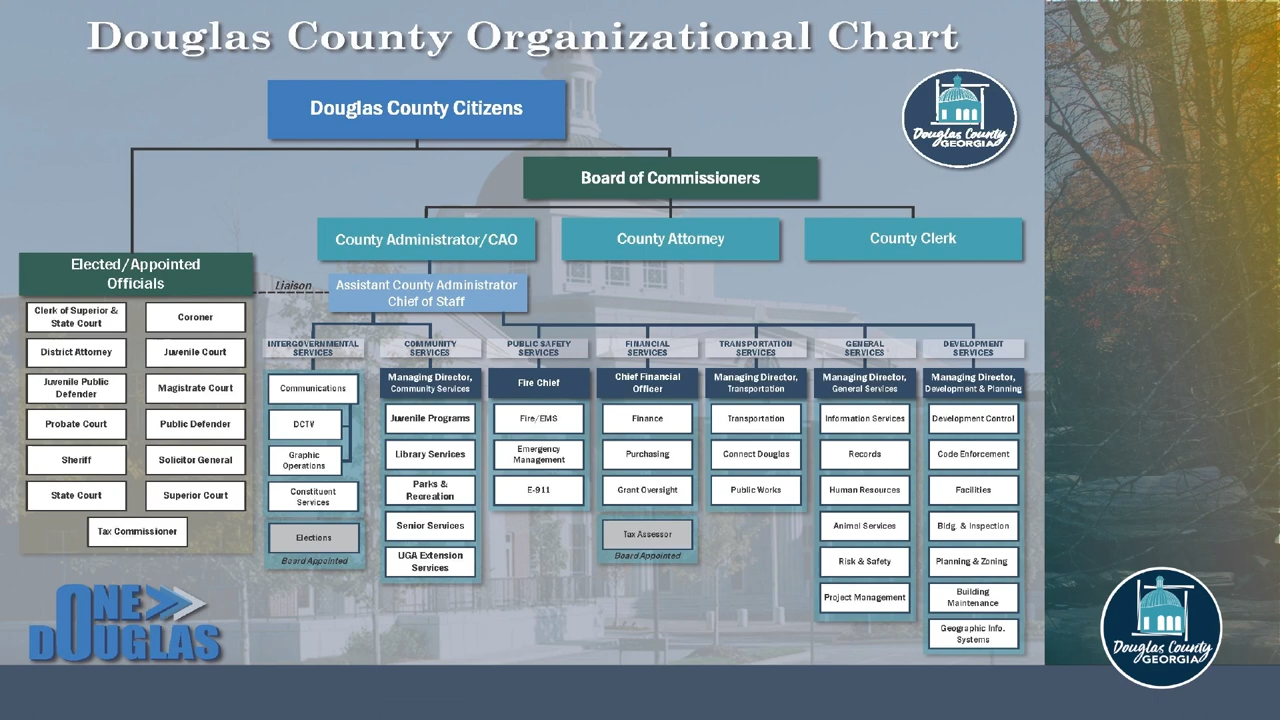 Douglas County Organizational Chart
Douglas County Citizens
Douglas County
GEORGIA
Board of Commissioners
County Administrator/CAO
County Attorney
County Clerk
Elected/Appointed
Officials
Liaison
Assistant County Administrator
Chief of Staff
Clerk of Superior &
State Court
Coroner
District Attorney
Juvenile Court
Juvenile Public
Defender
Magistrate Court
Probate Court
Public Defender
Sheriff
Solicitor General
State Court
Superior Court
Tax Commissioner
INTERGOVERNMENTAL
SERVICES
Communications
DCTV
Graphic
Operations
Constituent
Services
Elections
Board Appointed
COMMUNITY
SERVICES
Managing Director,
Community Services
Juvenile Programs
Library Services
Parks &
Recreation
Senior Services
UGA Extension
Services
PUBLIC SAFETY
SERVICES
Fire Chief
Fire/EMS
Emergency
Management
E-911
FINANCIAL
SERVICES
Chief Financial
Officer
Finance
Purchasing
Grant Oversight
Tax Assessor
Board Appointed
TRANSPORTATION
SERVICES
Managing Director,
Transportation
Transportation
Connect Douglas
Public Works
GENERAL
SERVICES
Managing Director,
General Services
Information Services
Records
Human Resources
Animal Services
Risk & Safety
Project Management
DEVELOPMENT
SERVICES
Managing Director,
Development & Planning
Development Control
Code Enforcement
Facilities
Bldg. & Inspection
Planning & Zoning
Building
Maintenance
Geographic Info.
Systems
ONE
DOUGLAS
Douglas County
GEORGIA